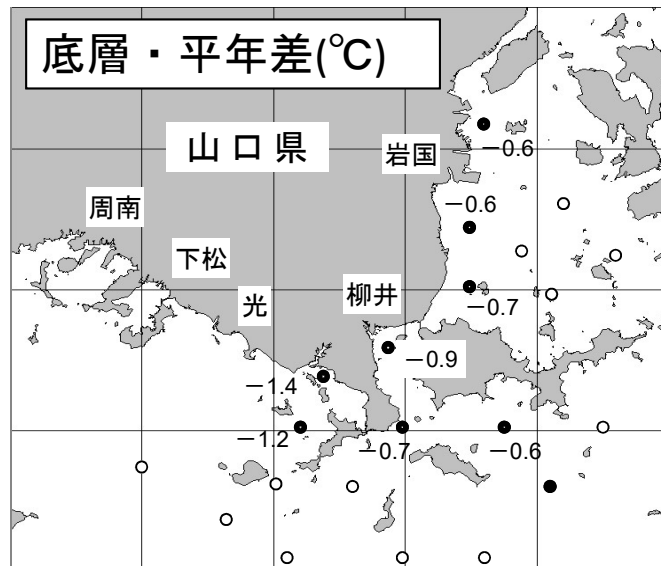 底層・平年差(℃)
山口県
岩国
－0.6
周南
－0.6
下松
柳井
－0.7
光
－0.9
－1.4
－1.2
－0.7
－0.6